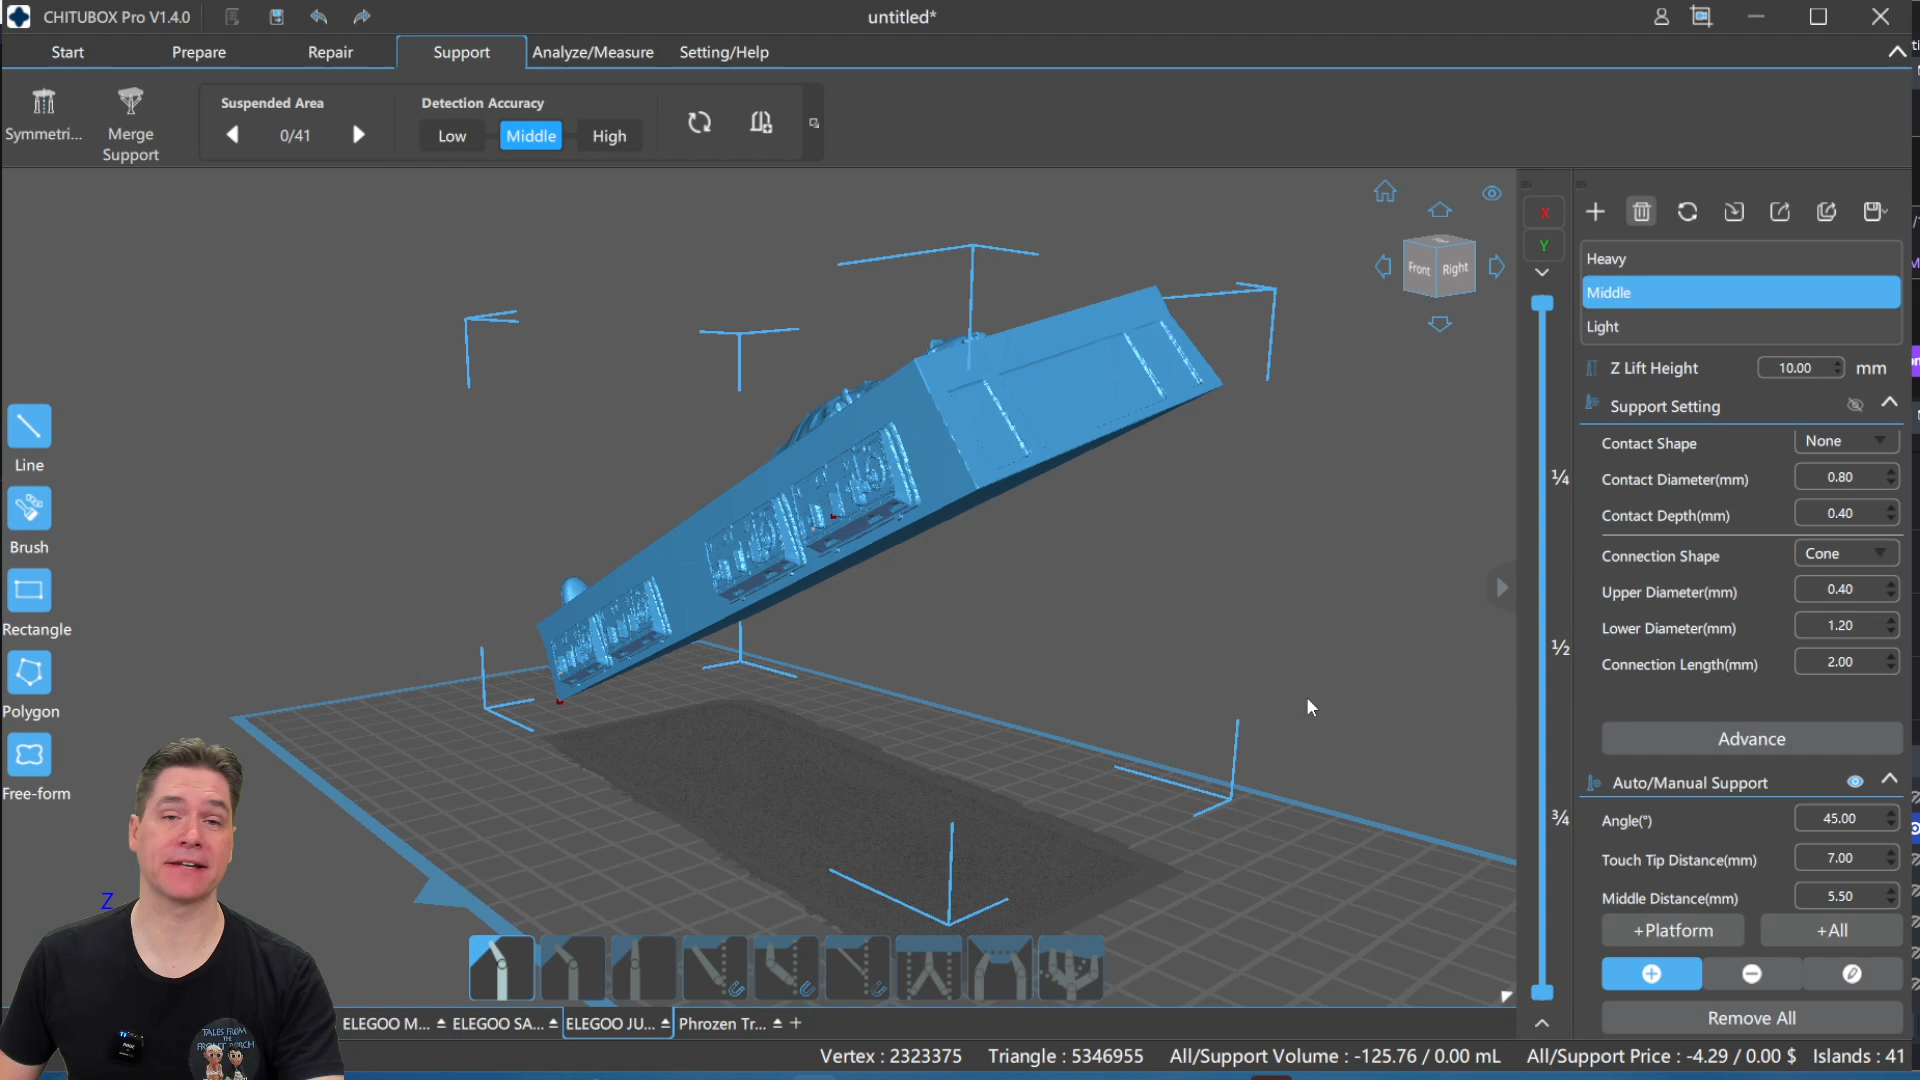 CHITUBOX Pro V1.4.0
untitled*
Start
Prepare
Repair
Support
Analyze/Measure
Setting/Help
Symmetri...
Merge
Support
Suspended Area
0/41
Detection Accuracy
Low
Middle
High
Front
Right
X
Y
Heavy
Middle
Light
Z Lift Height
10.00
mm
Support Setting
Contact Shape
None
Contact Diameter(mm)
0.80
Contact Depth(mm)
0.40
Connection Shape
Cone
Upper Diameter(mm)
0.40
Lower Diameter(mm)
1.20
Connection Length(mm)
2.00
Advance
Auto/Manual Support
Angle(°)
45.00
Touch Tip Distance(mm)
7.00
Middle Distance(mm)
5.50
+Platform
+All
Remove All
¼
½
¾
Line
Brush
Rectangle
Polygon
Free-form
Z
TALES FROM
THE
FRONT PORCH
ELEGOO M...
ELEGOO SA...
ELEGOO JU...
Phrozen Tr...
Vertex : 2323375
Triangle : 5346955
All/Support Volume : -125.76 / 0.00 mL
All/Support Price : -4.29 / 0.00 $
Islands : 41